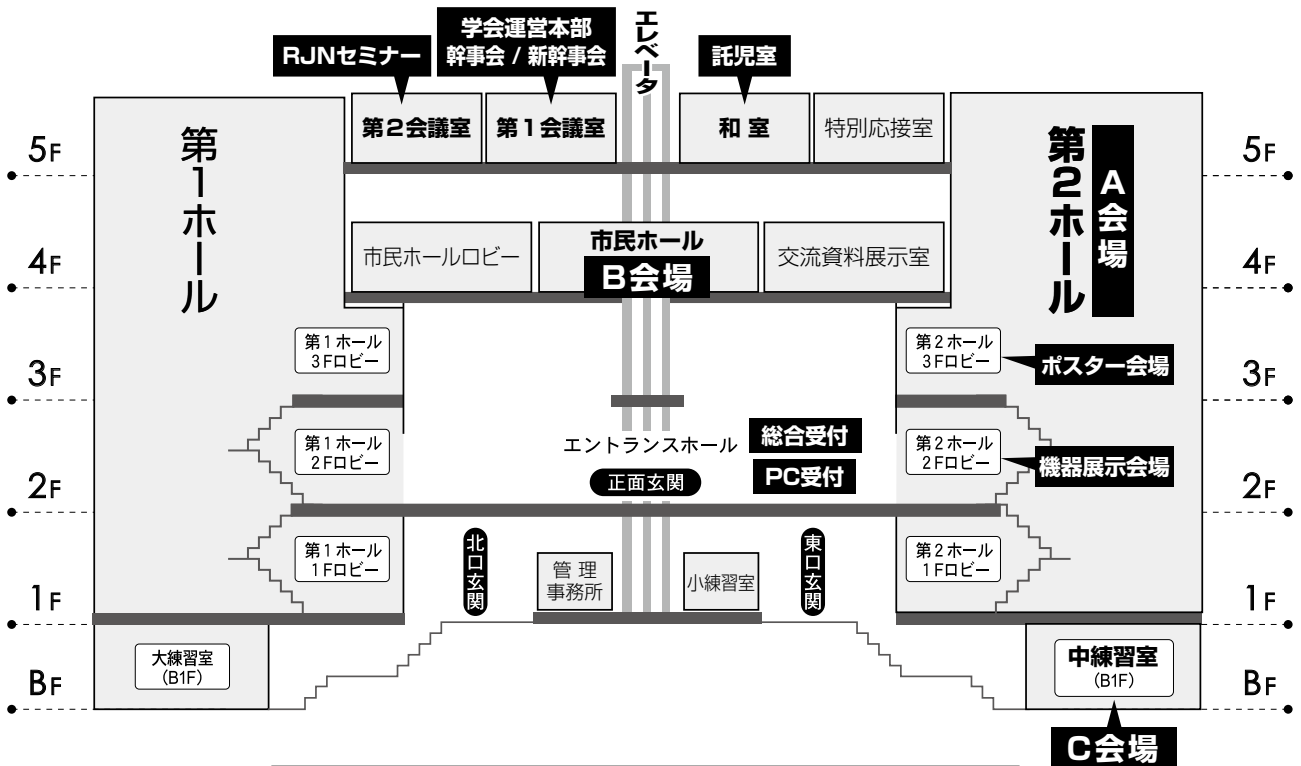 学会運営本部
幹事会 / 新幹事会
RJNセミナー
エレベータ
託児室
第2会議室
第1会議室
和 室
特別応接室
第1ホール
第2ホール
A会場
5F
5F
市民ホールロビー
市民ホール
B会場
交流資料展示室
4F
4F
第1ホール
3Fロビー
第2ホール
3Fロビー
ポスター会場
3F
3F
エントランスホール
総合受付
PC受付
正面玄関
第1ホール
2Fロビー
第2ホール
2Fロビー
機器展示会場
2F
2F
第1ホール
1Fロビー
北口玄関
管 理
事務所
小練習室
東口玄関
第2ホール
1Fロビー
1F
1F
大練習室
(B1F)
中練習室
(B1F)
BF
BF
C会場